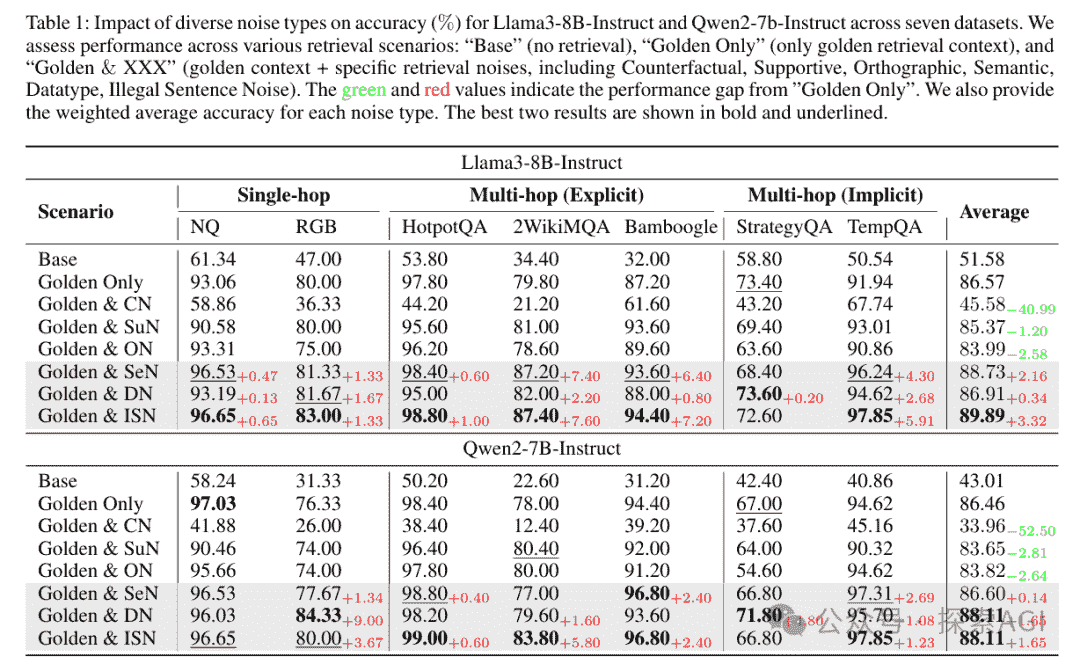 Table 1: Impact of diverse noise types on accuracy (%) for Llama3-8B-Instruct and Qwen2-7b-Instruct across seven datasets. We
assess performance across various retrieval scenarios: “Base” (no retrieval), “Golden Only” (only golden retrieval context), and
“Golden & XXX” (golden context + specific retrieval noises, including Counterfactual, Supportive, Orthographic, Semantic,
Datatype, Illegal Sentence Noise). The green and red values indicate the performance gap from ”Golden Only”. We also provide
the weighted average accuracy for each noise type. The best two results are shown in bold and underlined.
Llama3-8B-Instruct
Scenario Single-hop Multi-hop (Explicit) Multi-hop (Implicit) Average
NQ RGB HotpotQA 2WikiMQA Bamboogle StrategyQA TempQA
Base 61.34 47.00 53.80 34.40 32.00 58.80 50.54 51.58
Golden Only 93.06 80.00 97.80 79.80 87.20 73.40 91.94 86.57
Golden & CN 58.86 36.33 44.20 21.20 61.60 43.20 67.74 45.58−40.99
Golden & SuN 90.58 80.00 95.60 81.00 93.60 69.40 93.01 85.37−1.20
Golden & ON 93.31 75.00 96.20 78.60 89.60 63.60 90.86 83.99−2.58
Golden & SeN 96.53+0.47 81.33+1.33 98.40+0.60 87.20+7.40 93.60+6.40 68.40 96.24+4.30 88.73+2.16
Golden & DN 93.19+0.13 81.67+1.67 95.00 82.00+2.20 88.00+0.80 73.60+0.20 94.62+2.68 86.91+0.34
Golden & ISN 96.65+0.65 83.00+1.33 98.80+1.00 87.40+7.60 94.40+7.20 72.60 97.85+5.91 89.89+3.32
Qwen2-7B-Instruct
Base 58.24 31.33 50.20 22.60 31.20 42.40 40.86 43.01
Golden Only 97.03 76.33 98.40 78.00 94.40 67.00 94.62 86.46
Golden & CN 41.88 26.00 38.40 12.40 39.20 37.60 45.16 33.96−52.50
Golden & SuN 90.46 74.00 96.40 80.40 92.00 64.00 90.32 83.65−2.81
Golden & ON 95.66 74.00 97.80 80.00 91.20 54.60 94.62 83.82−2.64
Golden & SeN 96.53 77.67+1.34 98.80+0.40 77.00 96.80+2.40 66.80 97.31+2.69 86.60+0.14
Golden & DN 96.03 84.33+9.00 98.20 79.60+1.60 93.60 71.80 95.70+1.08 88.11+1.65
Golden & ISN 96.65 80.00+3.67 99.00+0.60 83.80+5.80 96.80+2.40 66.80 97.85+1.23 88.11+1.65
公众号 · 探索AGI